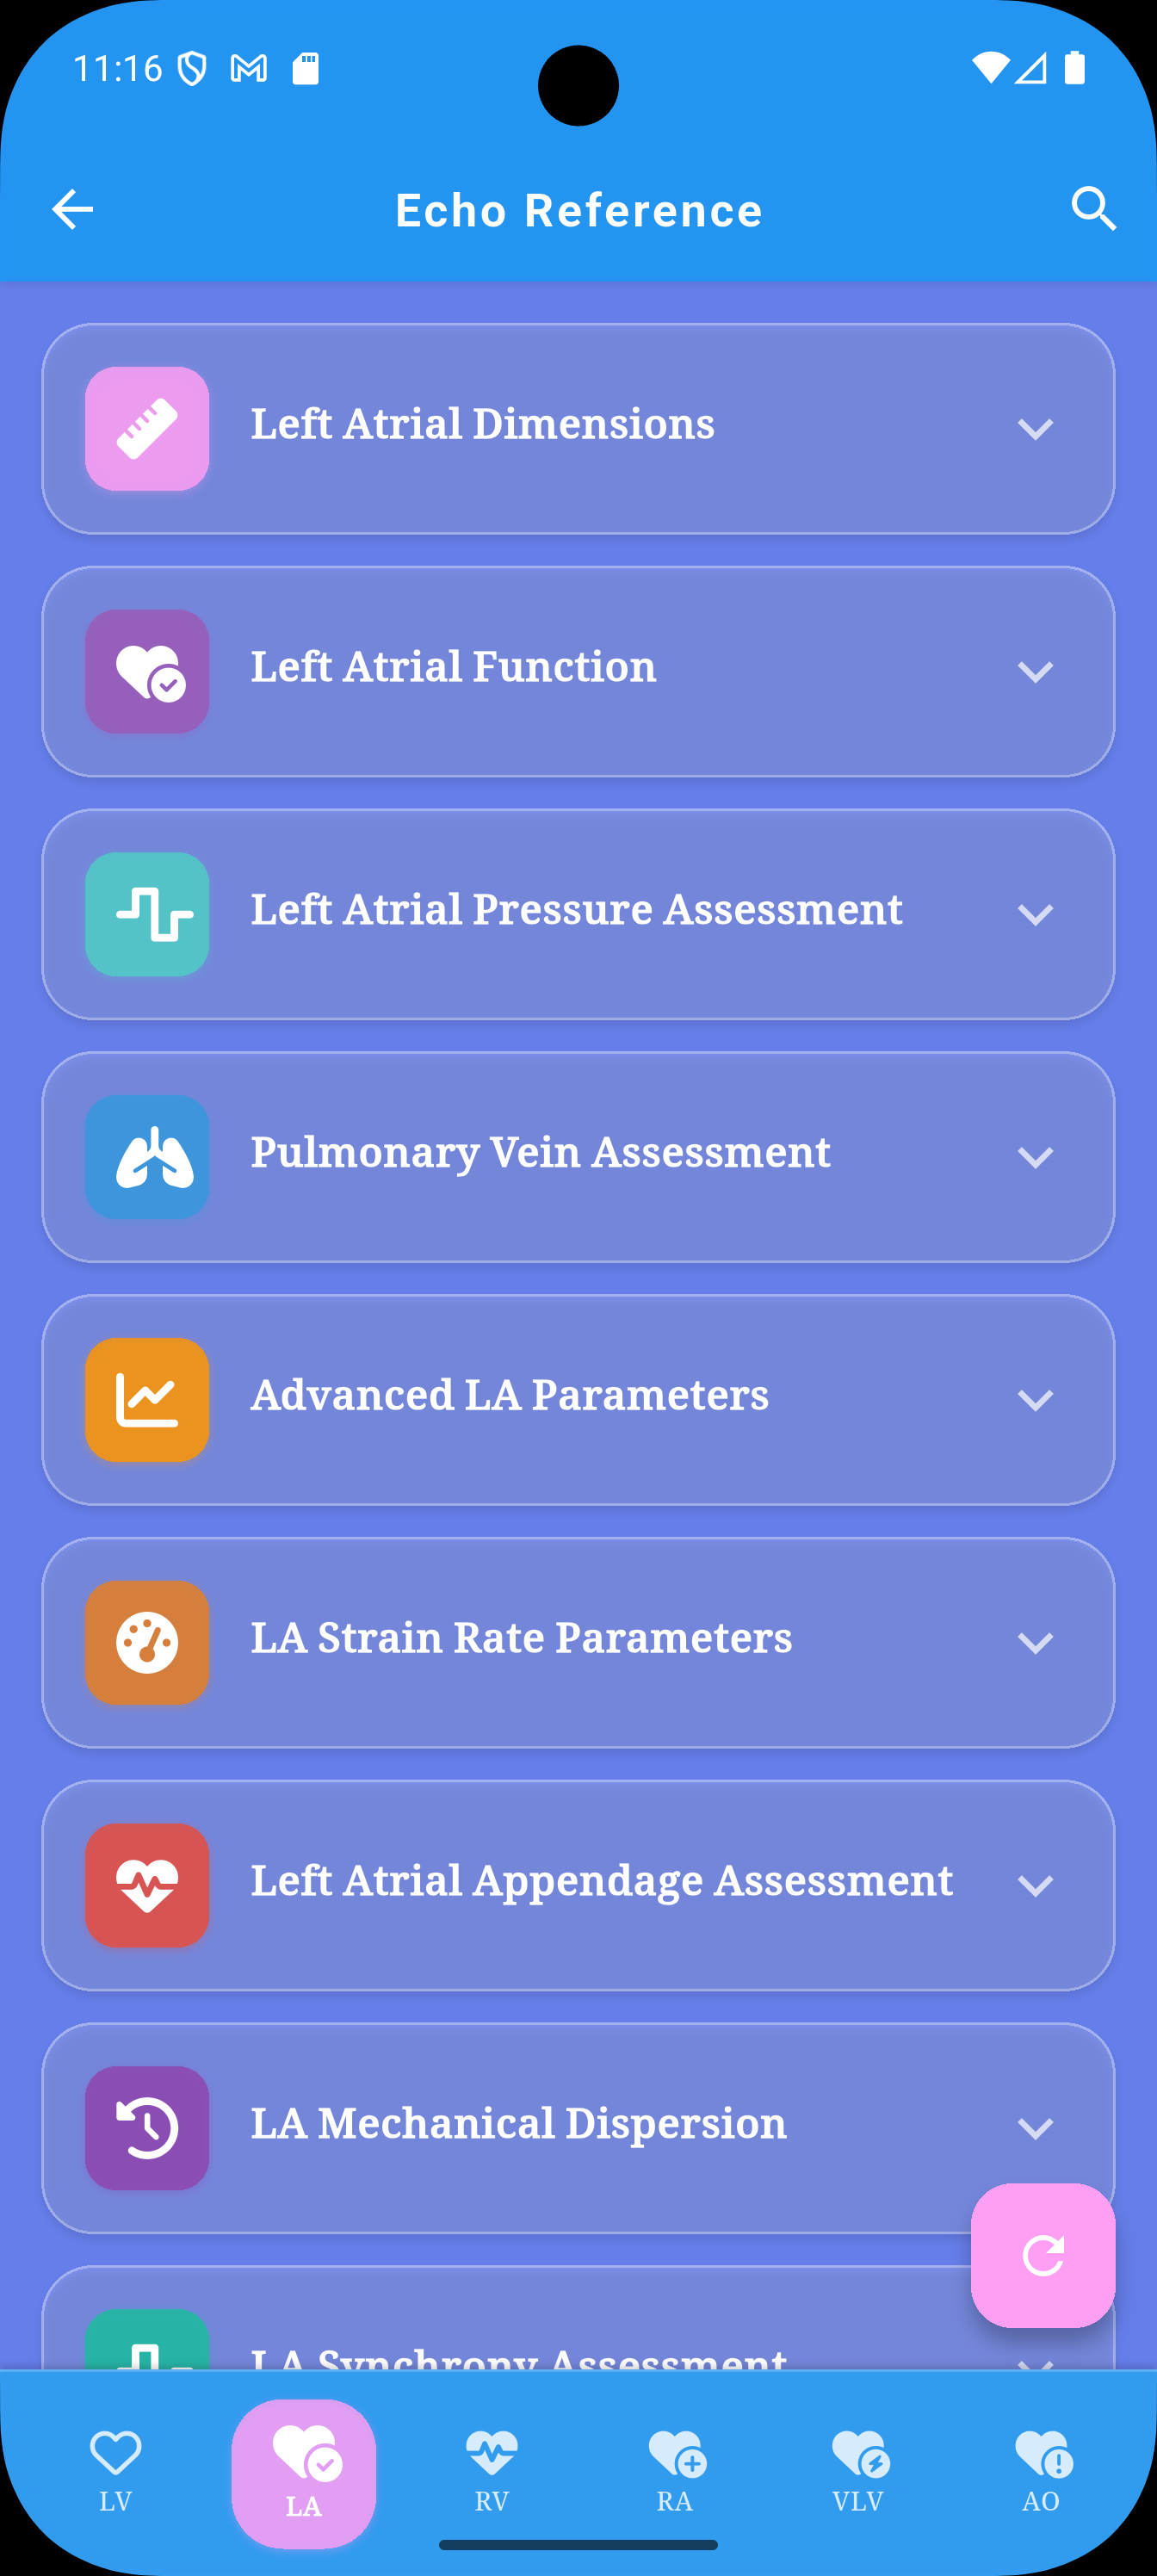 11:16
Echo Reference
Left Atrial Dimensions
Left Atrial Function
Left Atrial Pressure Assessment
Pulmonary Vein Assessment
Advanced LA Parameters
LA Strain Rate Parameters
Left Atrial Appendage Assessment
LA Mechanical Dispersion
LA Synchrony Assessment
LV
LA
RV
RA
VLV
AO